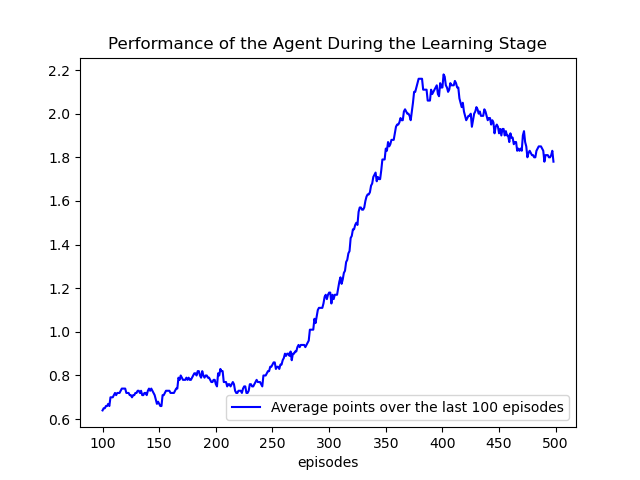 Performance of the Agent During the Learning Stage
2.2
2.0
1.8
1.6
1.4
1.2
1.0
0.8
0.6
Average points over the last 100 episodes
100 150 200 250 300 350 400 450 500
episodes